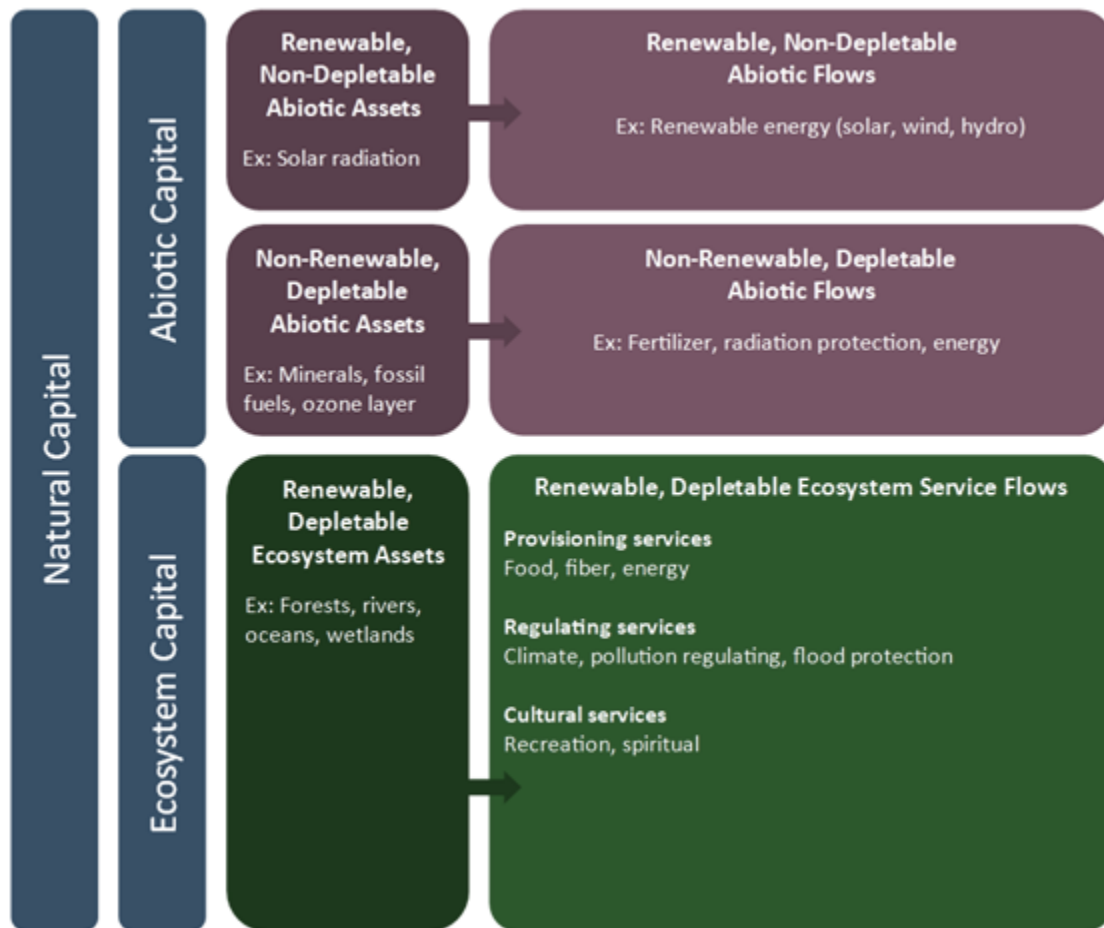 Natural Capital
Abiotic Capital
Renewable,
Non-Depletable
Abiotic Assets
Ex: Solar radiation
Renewable, Non-Depletable
Abiotic Flows
Ex: Renewable energy (solar, wind, hydro)
Non-Renewable,
Depletable
Abiotic Assets
Ex: Minerals, fossil
fuels, ozone layer
Non-Renewable, Depletable
Abiotic Flows
Ex: Fertilizer, radiation protection, energy
Ecosystem Capital
Renewable,
Depletable
Ecosystem Assets
Ex: Forests, rivers,
oceans, wetlands
Renewable, Depletable Ecosystem Service Flows
Provisioning services
Food, fiber, energy
Regulating services
Climate, pollution regulating, flood protection
Cultural services
Recreation, spiritual